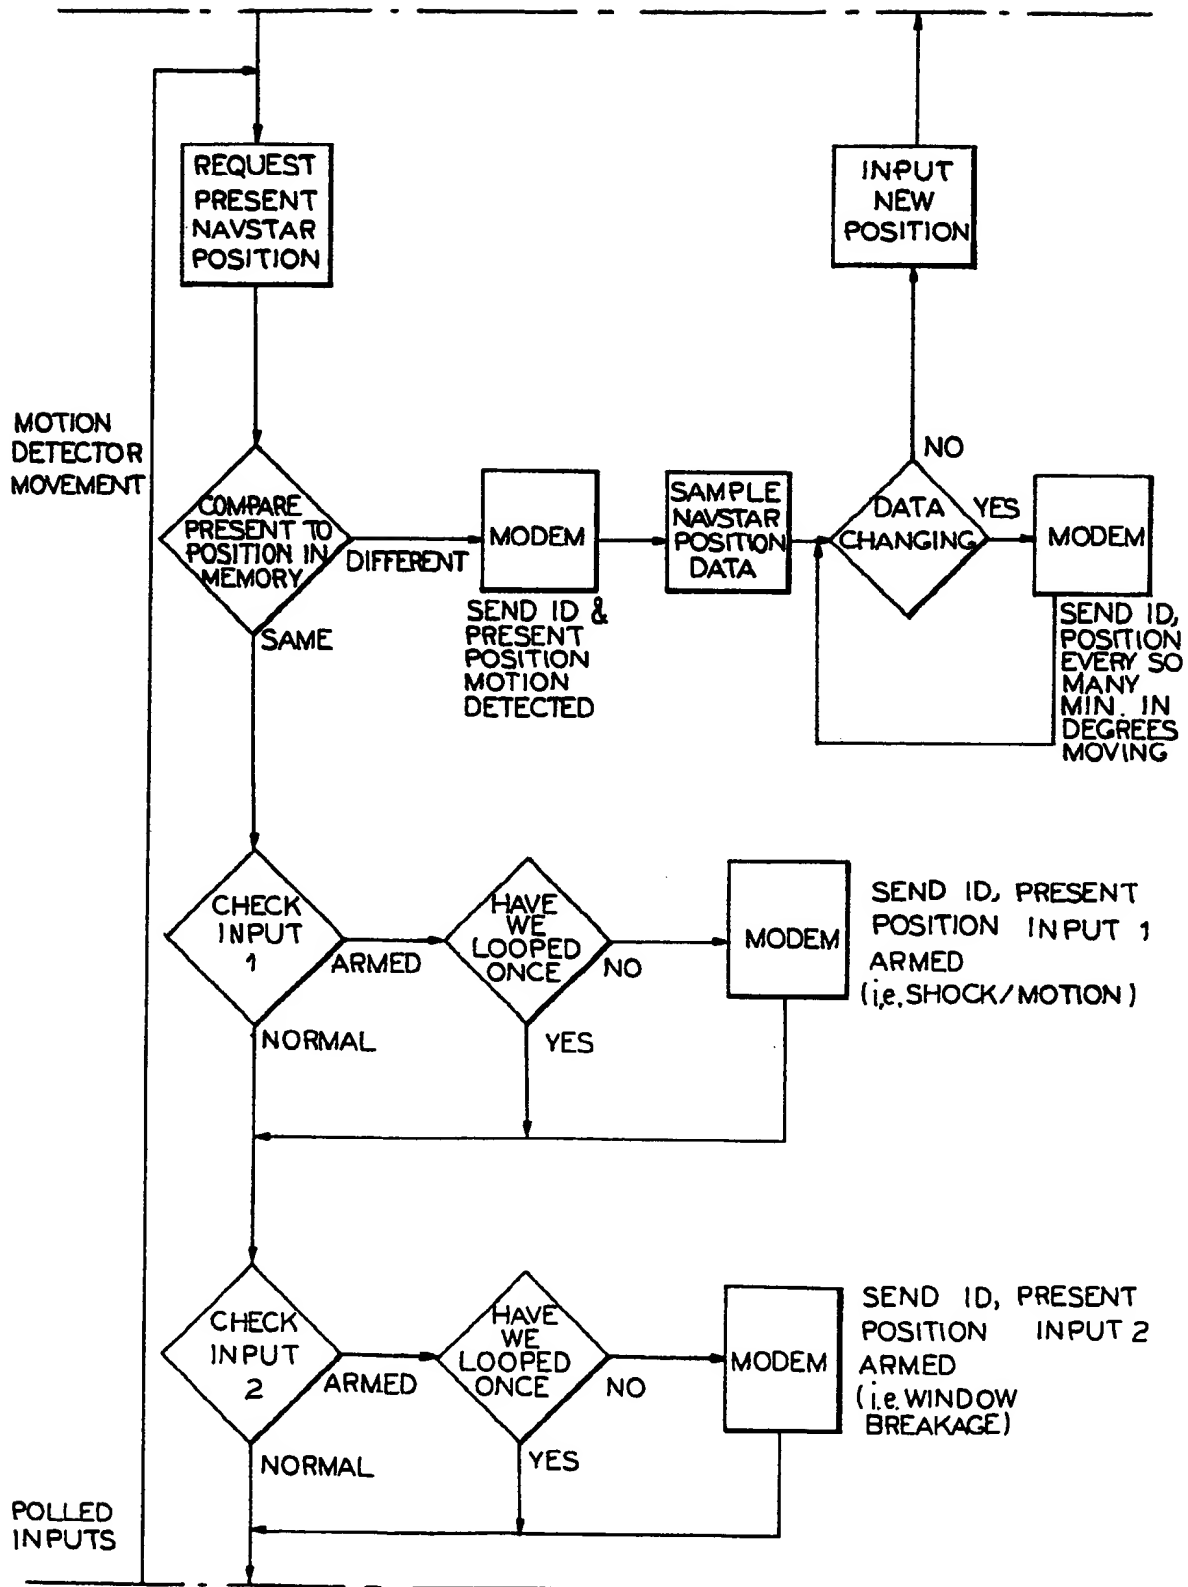 REQUEST
PRESENT
NAVSTAR
POSITION
INPUT
NEW
POSITION
MOTION
DETECTOR
MOVEMENT
COMPARE
PRESENT TO
POSITION IN
MEMORY
DIFFERENT
SAME
MODEM
SEND ID &
PRESENT
POSITION
MOTION
DETECTED
SAMPLE
NAVSTAR
POSITION
DATA
DATA
CHANGING
NO
YES
MODEM
SEND ID,
POSITION
EVERY SO
MANY
MIN. IN
DEGREES
MOVING
CHECK
INPUT
1
ARMED
NORMAL
HAVE
WE
LOOPED
ONCE
NO
YES
MODEM
SEND ID, PRESENT
POSITION INPUT 1
ARMED
(i.e. SHOCK/MOTION)
CHECK
INPUT
2
ARMED
NORMAL
HAVE
WE
LOOPED
ONCE
NO
YES
MODEM
SEND ID, PRESENT
POSITION INPUT 2
ARMED
(i.e. WINDOW
BREAKAGE)
POLLED
INPUTS